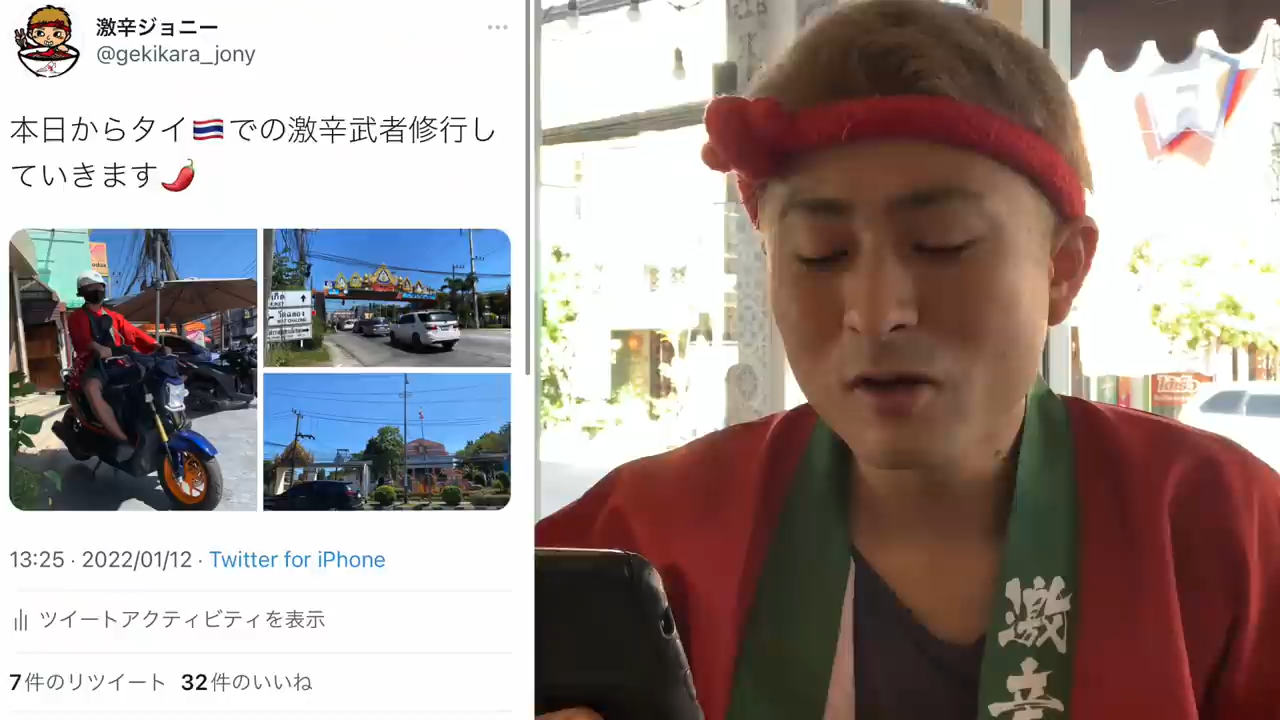 激辛ジョニー
@gekikara_jony
本日からタイ🇹🇭での激辛武者修行し
ていきます🌶️
13:25 · 2022/01/12 · Twitter for iPhone
ツイートアクティビティを表示
7件のリツイート 32件のいいね
激
辛